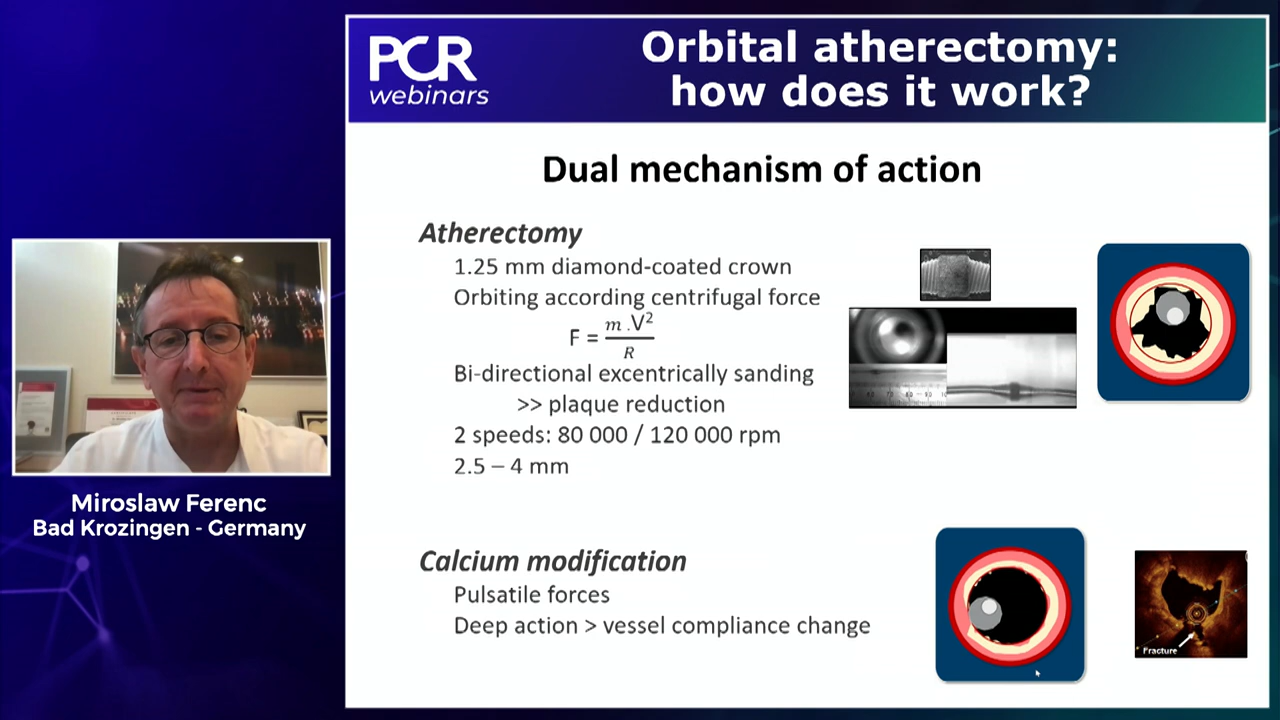 PCR
webinars
Orbital atherectomy:
how does it work?
Dual mechanism of action
Atherectomy
1.25 mm diamond-coated crown
Orbiting according centrifugal force
F = m .V² / R
Bi-directional excentrically sanding
>> plaque reduction
2 speeds: 80 000 / 120 000 rpm
2.5 – 4 mm
Calcium modification
Pulsatile forces
Deep action > vessel compliance change
Fracture
Miroslaw Ferenc
Bad Krozingen - Germany